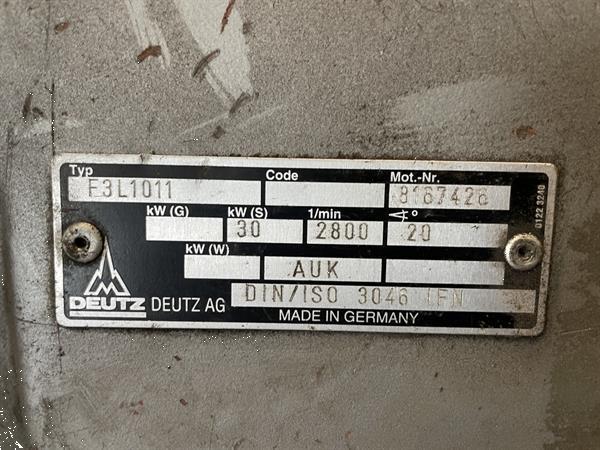 Typ Code Mot.-Nr.
F3L1011 8167426
kW (G) kW (S) 1/min °
30 2800 20
kW (W)
AUK
DEUTZ DEUTZ AG DIN/ISO 3046 IFN
MADE IN GERMANY
0122 3240